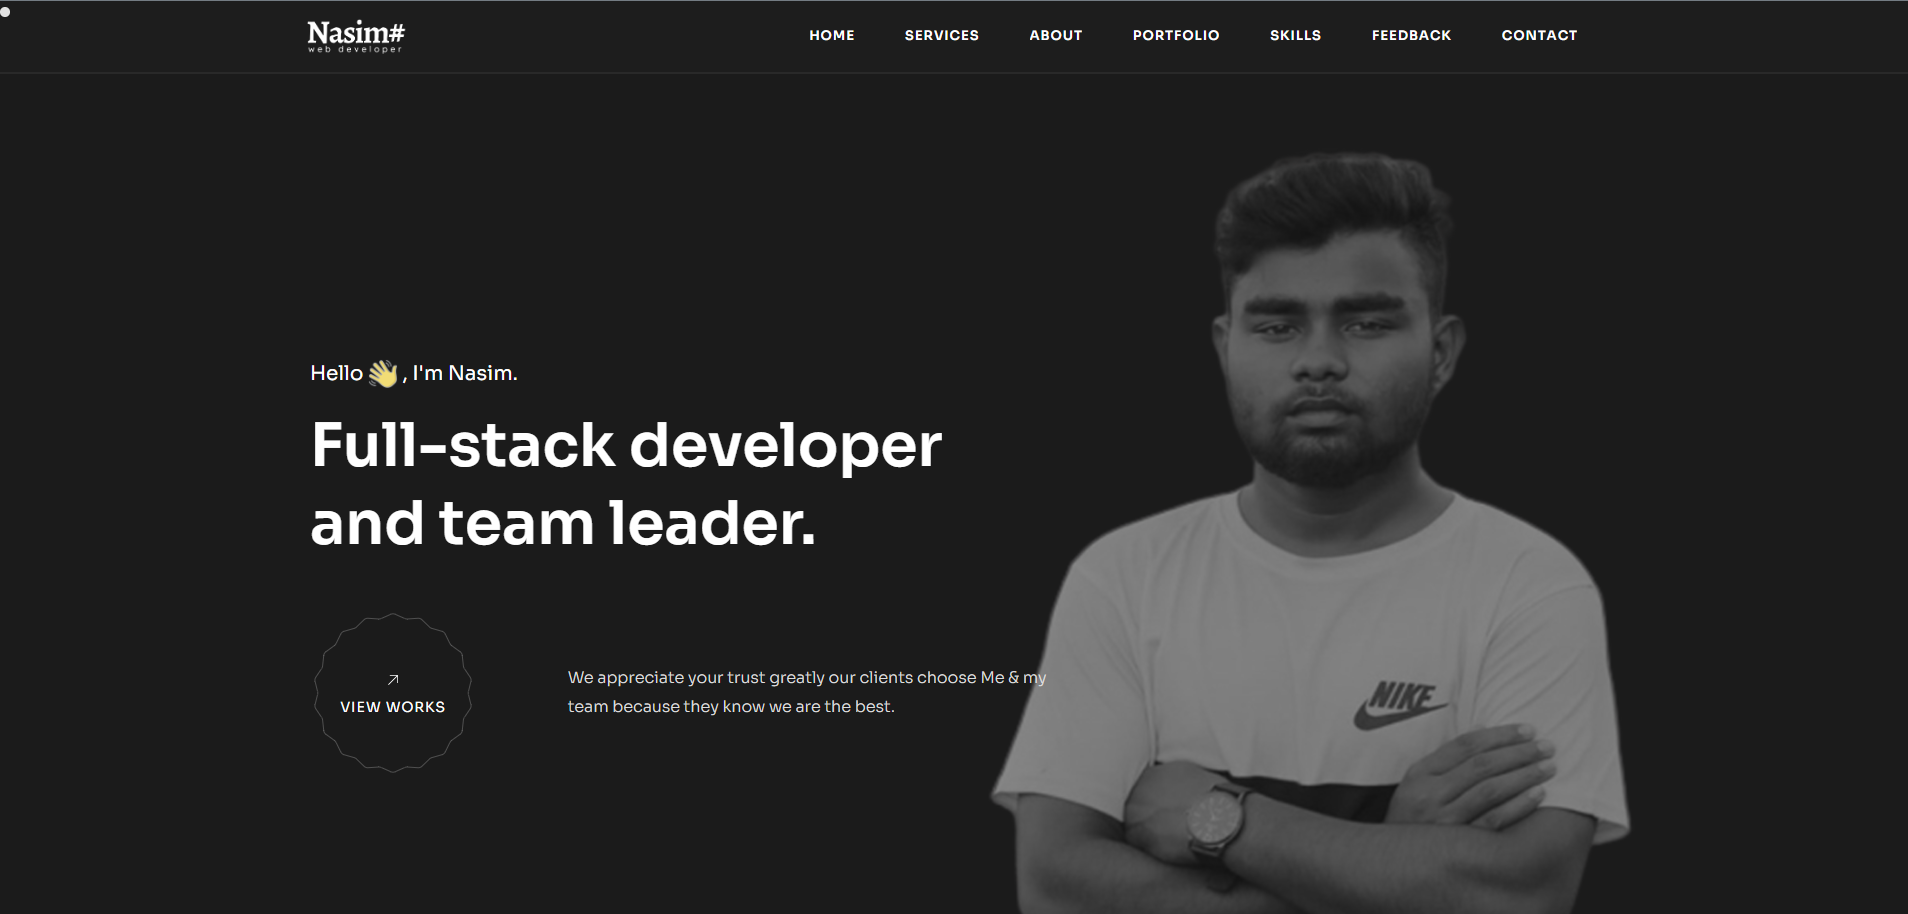 Nasim#
web developer
HOME SERVICES ABOUT PORTFOLIO SKILLS FEEDBACK CONTACT
Hello 👋, I'm Nasim.
Full-stack developer
and team leader.
VIEW WORKS
We appreciate your trust greatly our clients choose Me & my
team because they know we are the best.
NIKE